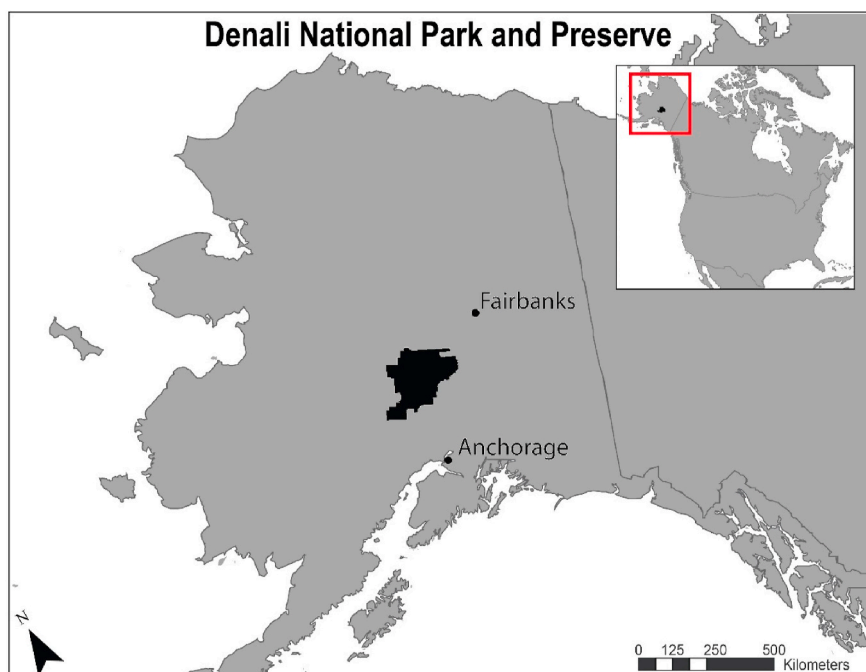 Denali National Park and Preserve
Fairbanks
Anchorage
N
0 125 250 500
Kilometers